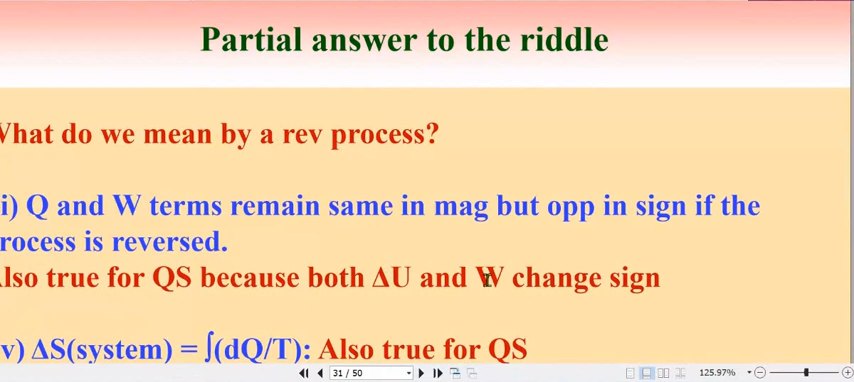 Partial answer to the riddle
What do we mean by a rev process?
i) Q and W terms remain same in mag but opp in sign if the
rocess is reversed.
lso true for QS because both ΔU and W change sign
v) ΔS(system) = ∫(dQ/T): Also true for QS
31 / 50
125.97%